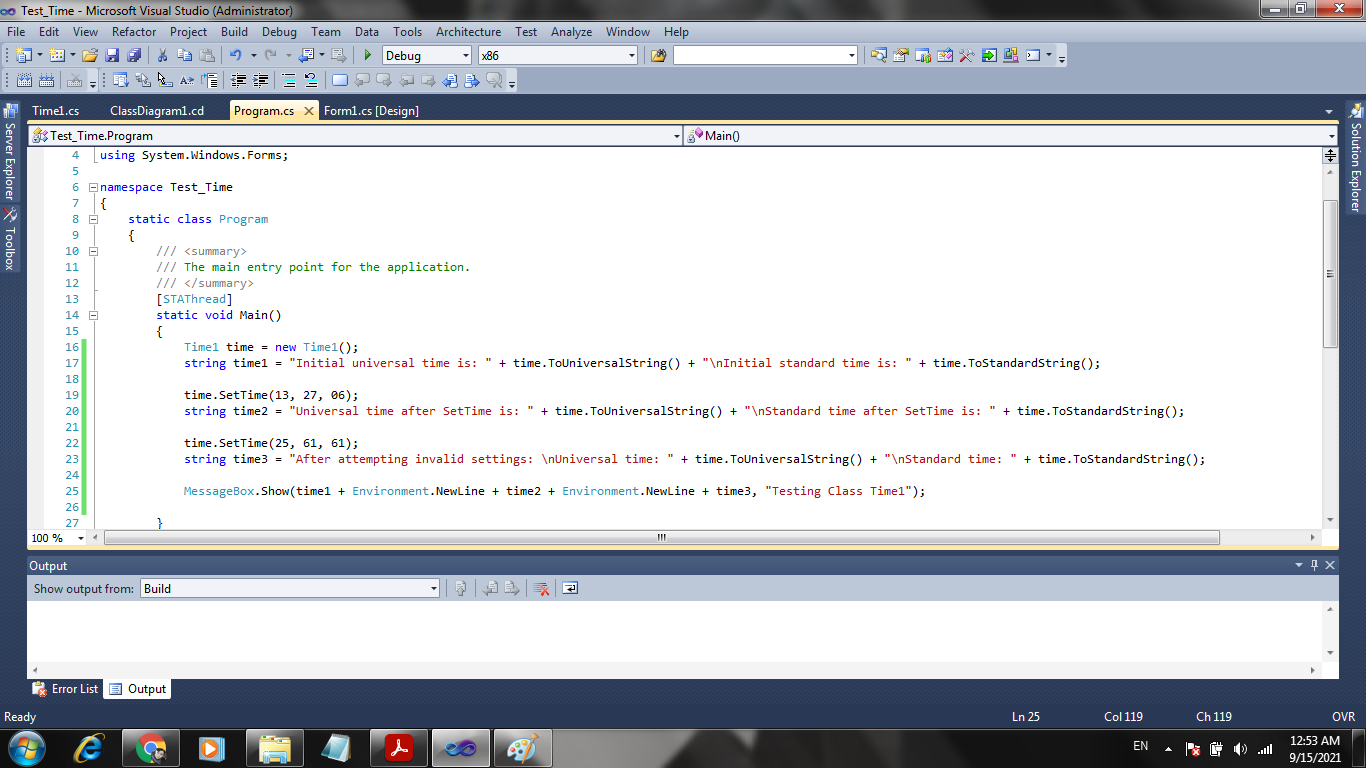 Test_Time - Microsoft Visual Studio (Administrator)
File Edit View Refactor Project Build Debug Team Data Tools Architecture Test Analyze Window Help
Debug x86
Time1.cs ClassDiagram1.cd Program.cs Form1.cs [Design]
Test_Time.Program Main()
Server Explorer
Toolbox
Solution Explorer
4 using System.Windows.Forms;
5
6 namespace Test_Time
7 {
8 static class Program
9 {
10 /// <summary>
11 /// The main entry point for the application.
12 /// </summary>
13 [STAThread]
14 static void Main()
15 {
16 Time1 time = new Time1();
17 string time1 = "Initial universal time is: " + time.ToUniversalString() + "\nInitial standard time is: " + time.ToStandardString();
18
19 time.SetTime(13, 27, 06);
20 string time2 = "Universal time after SetTime is: " + time.ToUniversalString() + "\nStandard time after SetTime is: " + time.ToStandardString();
21
22 time.SetTime(25, 61, 61);
23 string time3 = "After attempting invalid settings: \nUniversal time: " + time.ToUniversalString() + "\nStandard time: " + time.ToStandardString();
24
25 MessageBox.Show(time1 + Environment.NewLine + time2 + Environment.NewLine + time3, "Testing Class Time1");
26
27 }
100 %
Output
Show output from: Build
Error List Output
Ready Ln 25 Col 119 Ch 119 OVR
EN 12:53 AM
9/15/2021